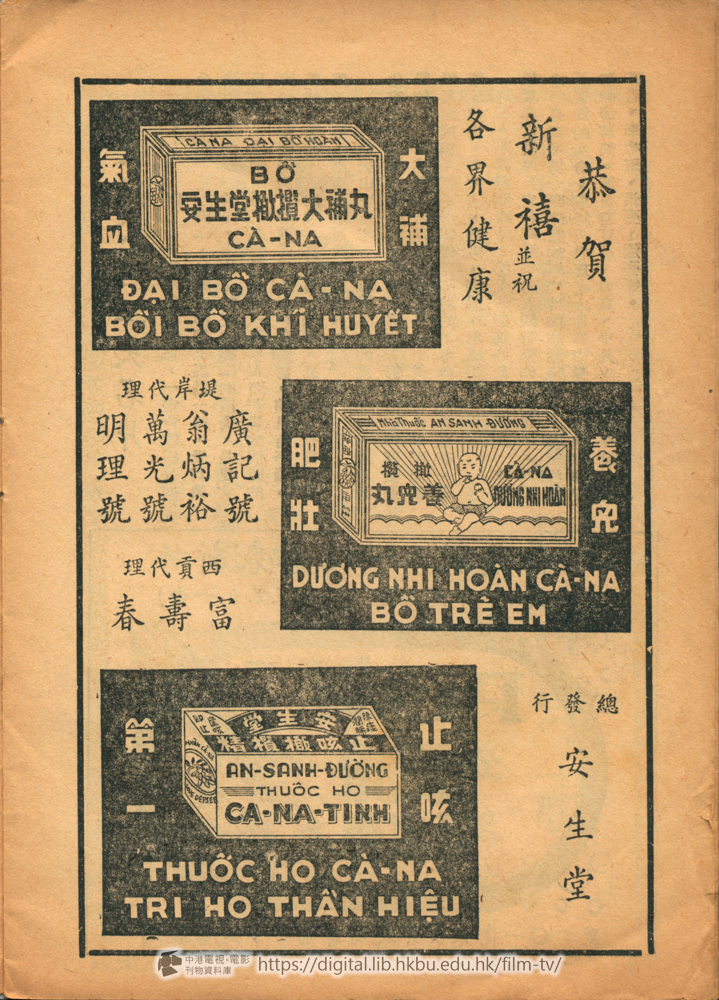 恭賀
新禧並祝
各界健康
大補
氣血
CÀ NA ĐẠI BỔ HOÀN
BỔ
安生堂橄欖大補丸
CÀ-NA
ĐẠI BỔ CÀ-NA
BỒI BỔ KHÍ HUYẾT
堤岸代理
廣記號
翁炳裕
萬光號
明理號
西貢代理
富壽春
養兒
肥壯
Nhà Thuốc AN SANH ĐƯỜNG
橄欖
養兒丸
CÀ-NA
DƯỠNG NHI HOÀN
DƯƠNG NHI HOÀN CÀ-NA
BỔ TRẺ EM
總發行
安生堂
止咳
第一
安生堂
止咳橄欖精
AN-SANH-ĐƯỜNG
THUỐC HO
CA-NA-TINH
THUỐC HO CÀ-NA
TRI HO THẦN HIỆU
中港電視·電影
刊物資料庫
https://digital.lib.hkbu.edu.hk/film-tv/